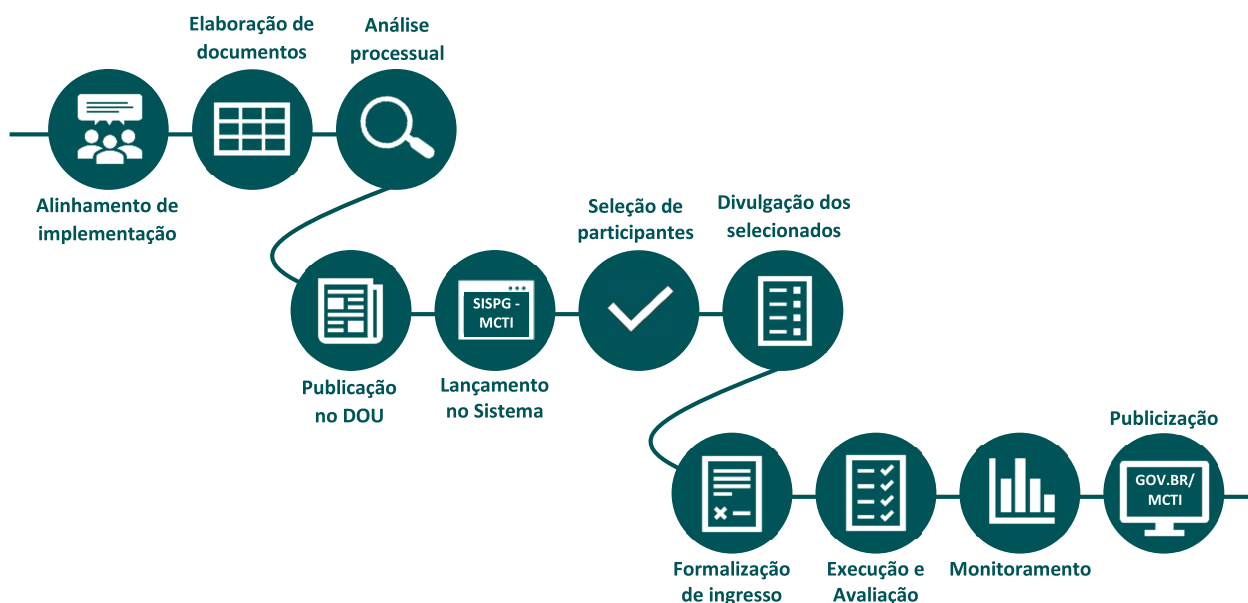 Alinhamento de
implementação
Elaboração de
documentos
Análise
processual
Publicação
no DOU
SISPG -
MCTI
Lançamento
no Sistema
Seleção de
participantes
Divulgação dos
selecionados
Formalização
de ingresso
Execução e
Avaliação
Monitoramento
Publicização
GOV.BR/
MCTI